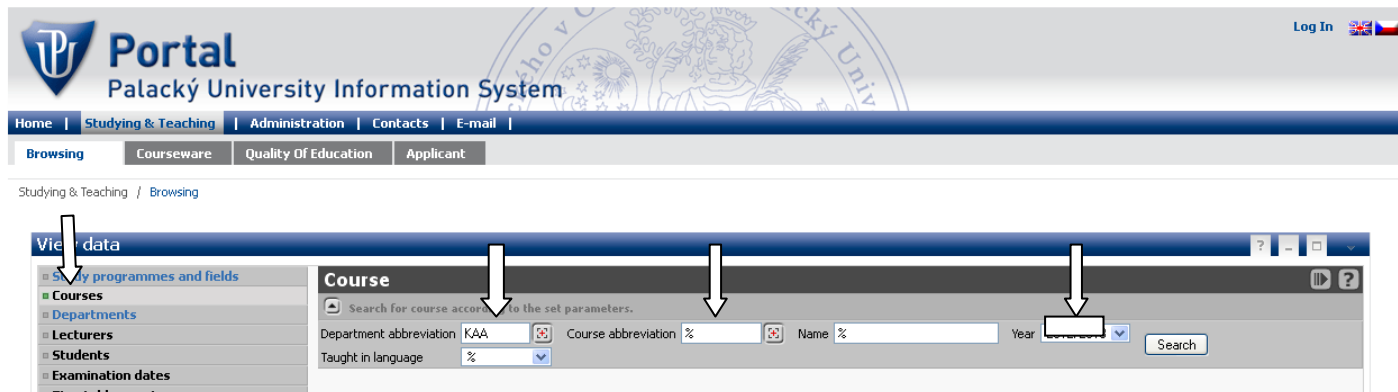 Portal
Palacký University Information System
Log In
Home | Studying & Teaching | Administration | Contacts | E-mail |
Browsing Courseware Quality Of Education Applicant
Studying & Teaching / Browsing
View data
Study programmes and fields
Courses
Departments
Lecturers
Students
Examination dates
Course
Search for course according to the set parameters.
Department abbreviation KAA Course abbreviation % Name % Year Search
Taught in language %